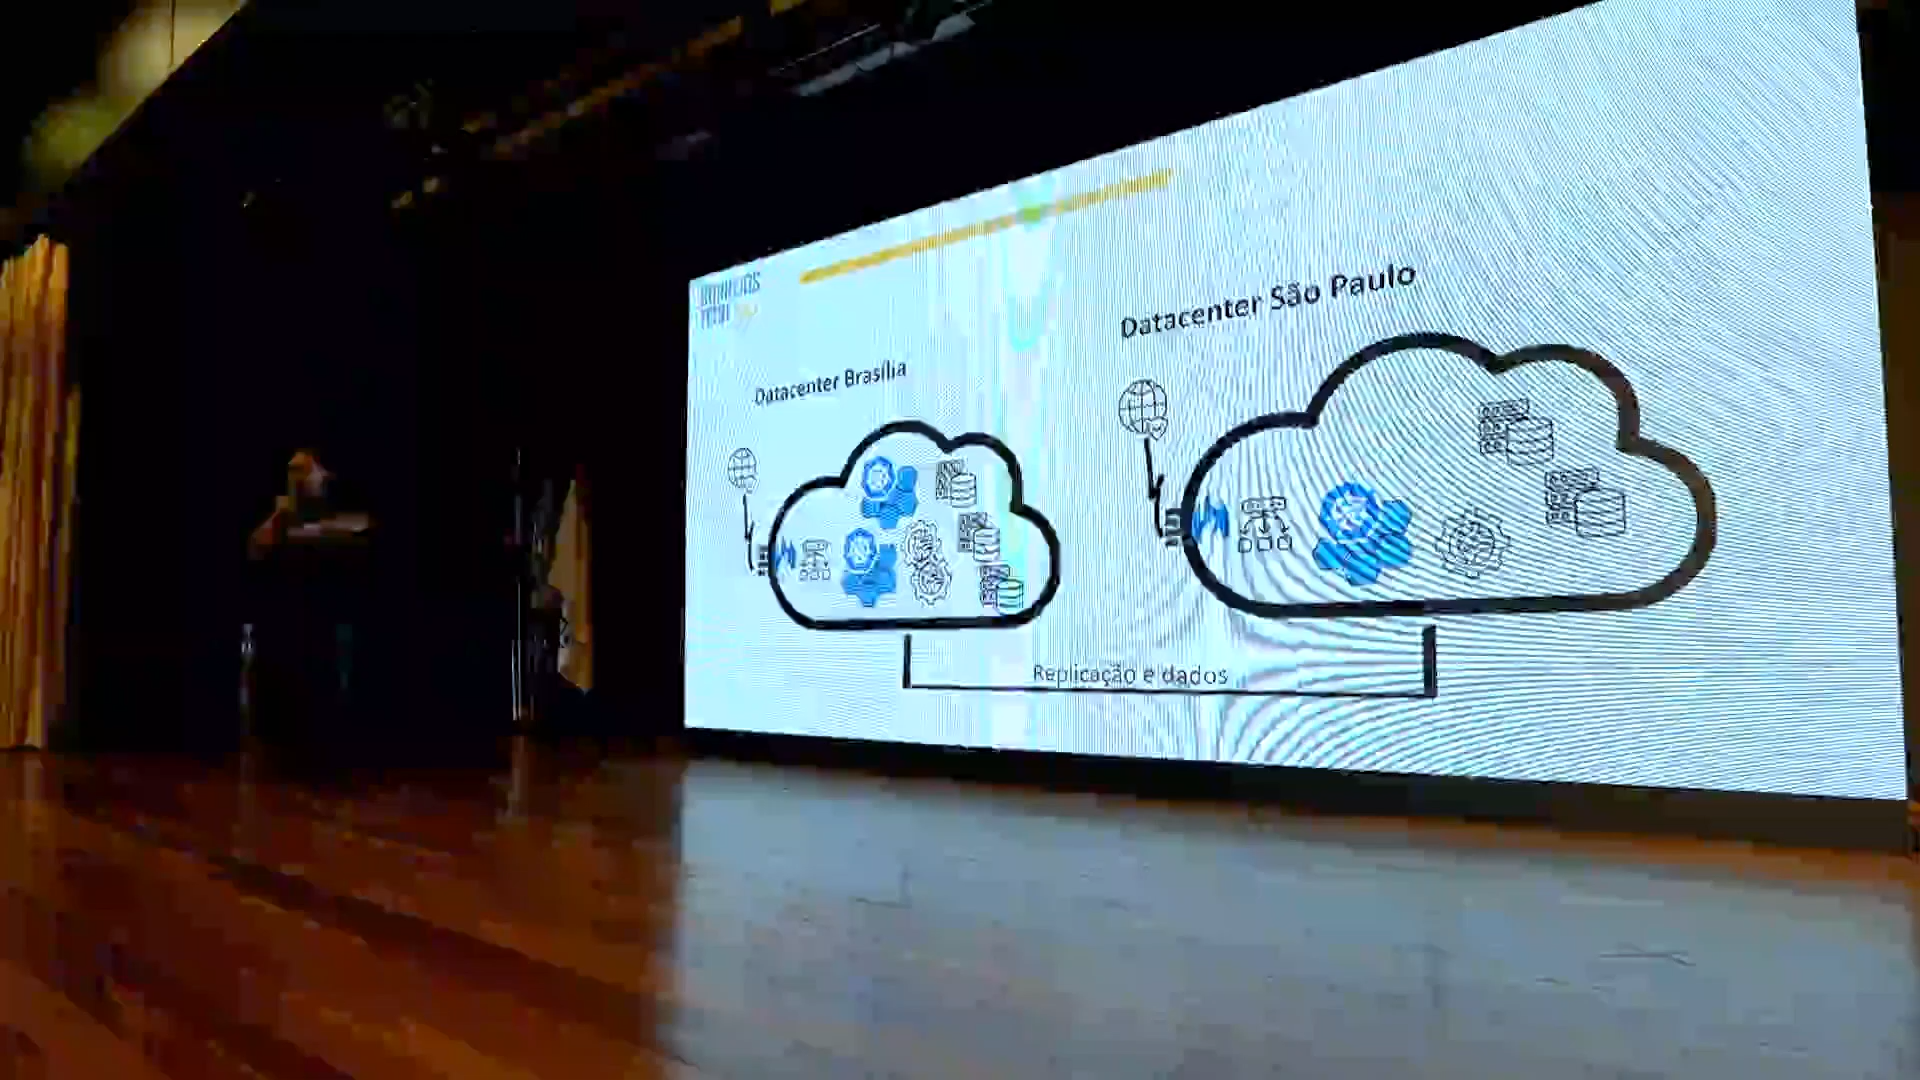 Datacenter São Paulo
Datacenter Brasília
Replicação e dados